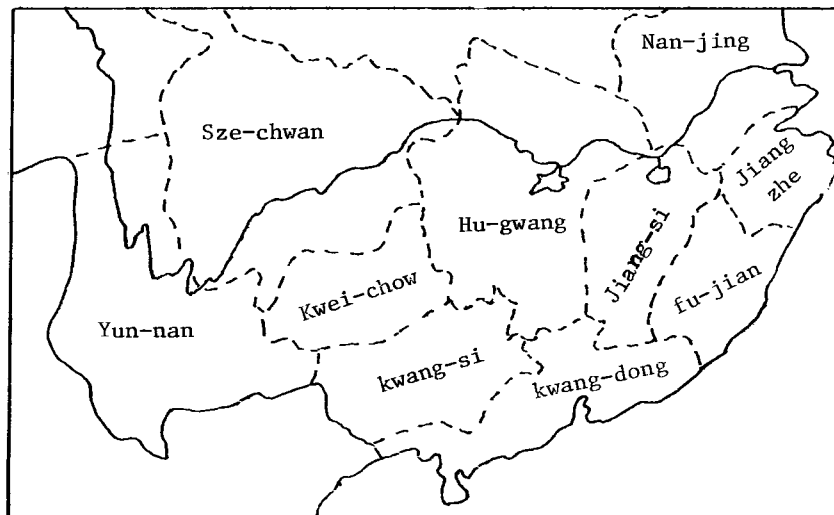 Nan-jing
Sze-chwan
Jiang
zhe
Hu-gwang
Jiang-si
Kwei-chow
fu-jian
Yun-nan
kwang-si
kwang-dong